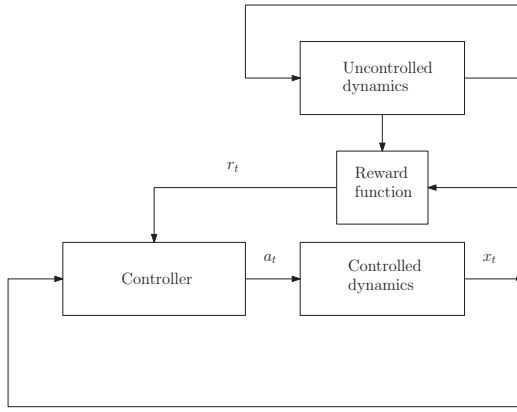 Uncontrolled
dynamics
Reward
function
r_t
Controller
a_t
Controlled
dynamics
x_t